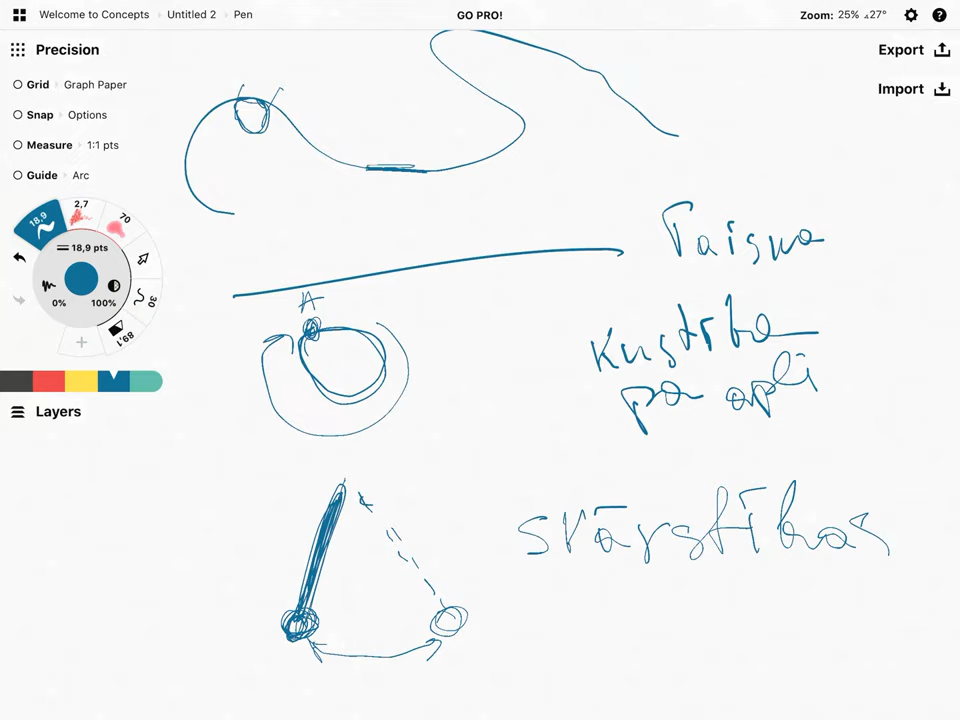 Welcome to Concepts › Untitled 2 › Pen
GO PRO!
Zoom: 25% ⊿27°
Precision
Export
Import
Grid › Graph Paper
Snap › Options
Measure › 1:1 pts
Guide › Arc
18,9
2,7
70
18,9 pts
0%
100%
30
89,1
Layers
Taisna
A
Kustība
pa apli
svārstības